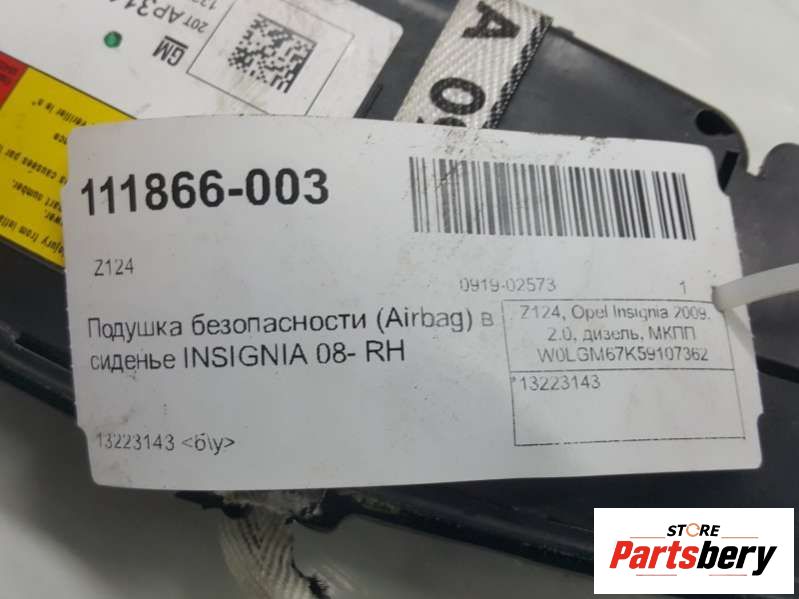 GM
111866-003
Z124
0919-02573 1
Подушка безопасности (Airbag) в
сиденье INSIGNIA 08- RH
13223143 <б\у>
Z124, Opel Insignia 2009,
2.0, дизель, МКПП
W0LGM67K59107362
*13223143
STORE
Partsbery